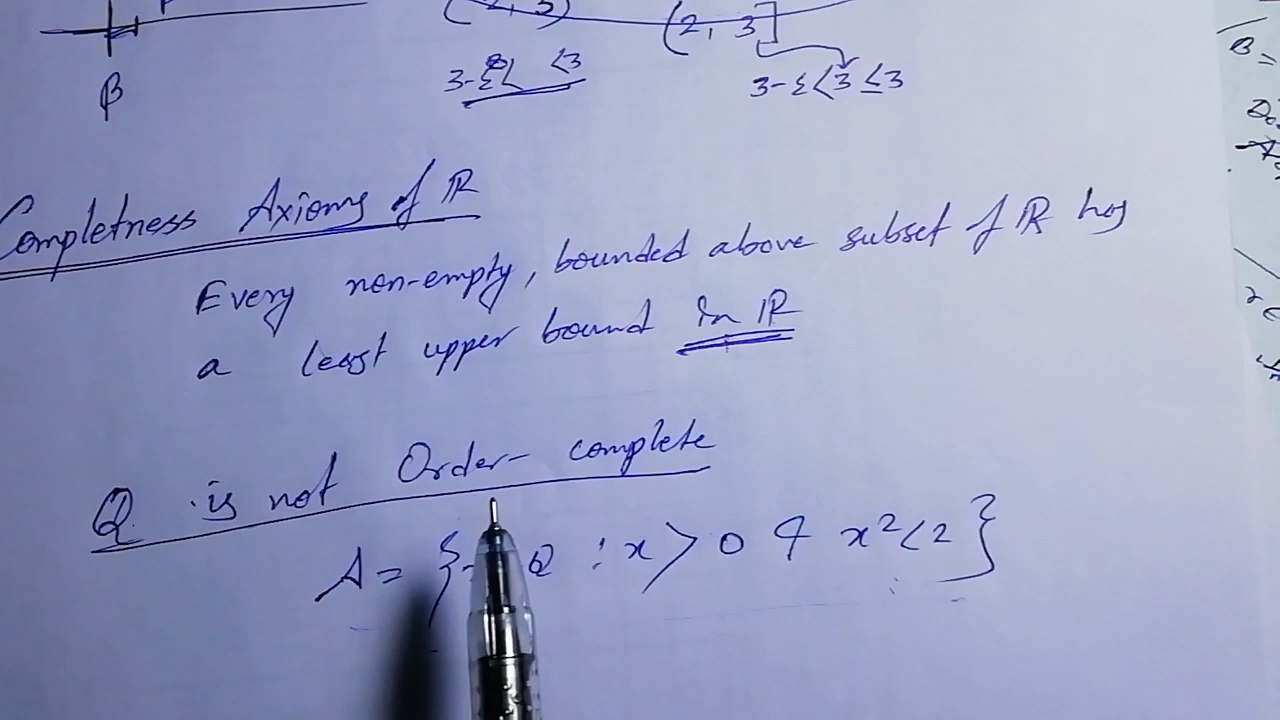 (2, 3]
3-ε< <3
3-ε<3≤3
β
B=
Completness Axioms of ℝ
Every non-empty, bounded above subset of ℝ has
a least upper bound in ℝ
Q is not Order-complete
A = { Q : x > 0 & x² < 2 }